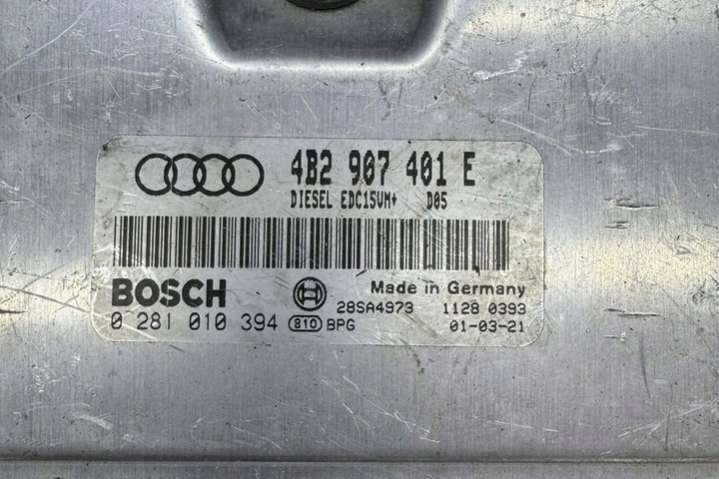 4B2 907 401 E
DIESEL EDC15VM+ D05
BOSCH
Made in Germany
28SA4973 1128 0393
0 281 010 394 810 BPG 01-03-21